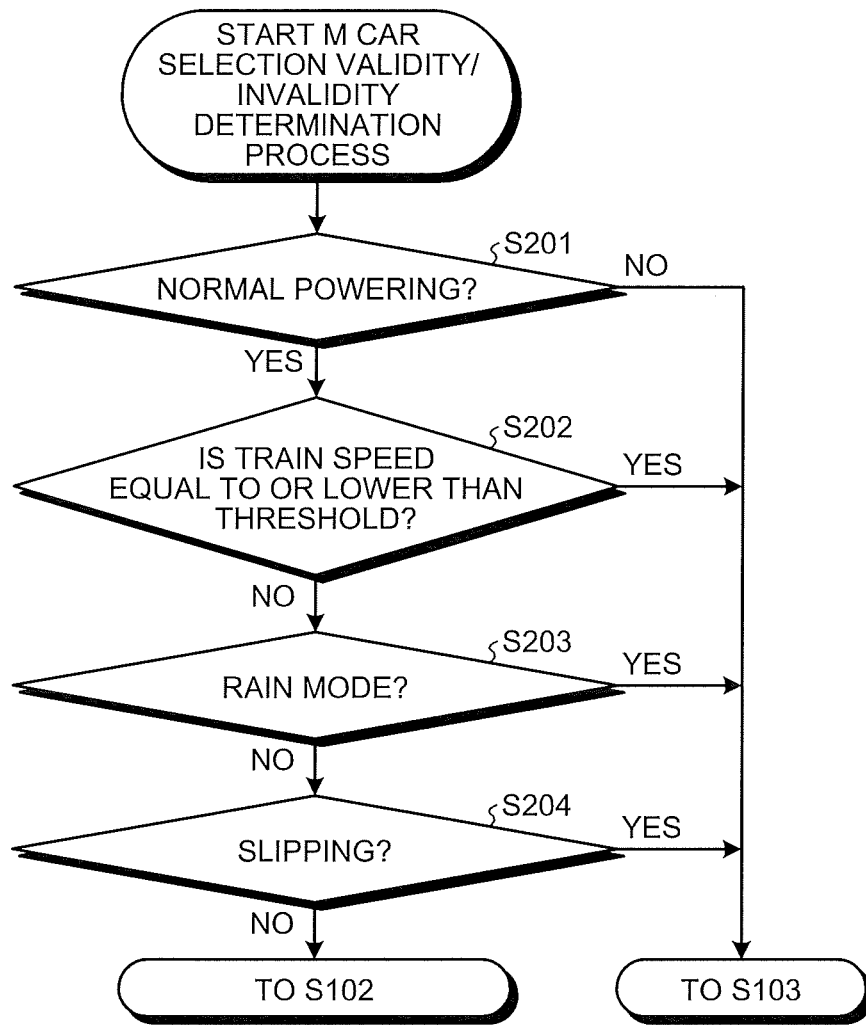 START M CAR
SELECTION VALIDITY/
INVALIDITY
DETERMINATION
PROCESS
S201
NORMAL POWERING?
NO
YES
S202
IS TRAIN SPEED
EQUAL TO OR LOWER THAN
THRESHOLD?
YES
NO
S203
RAIN MODE?
YES
NO
S204
SLIPPING?
YES
NO
TO S102
TO S103